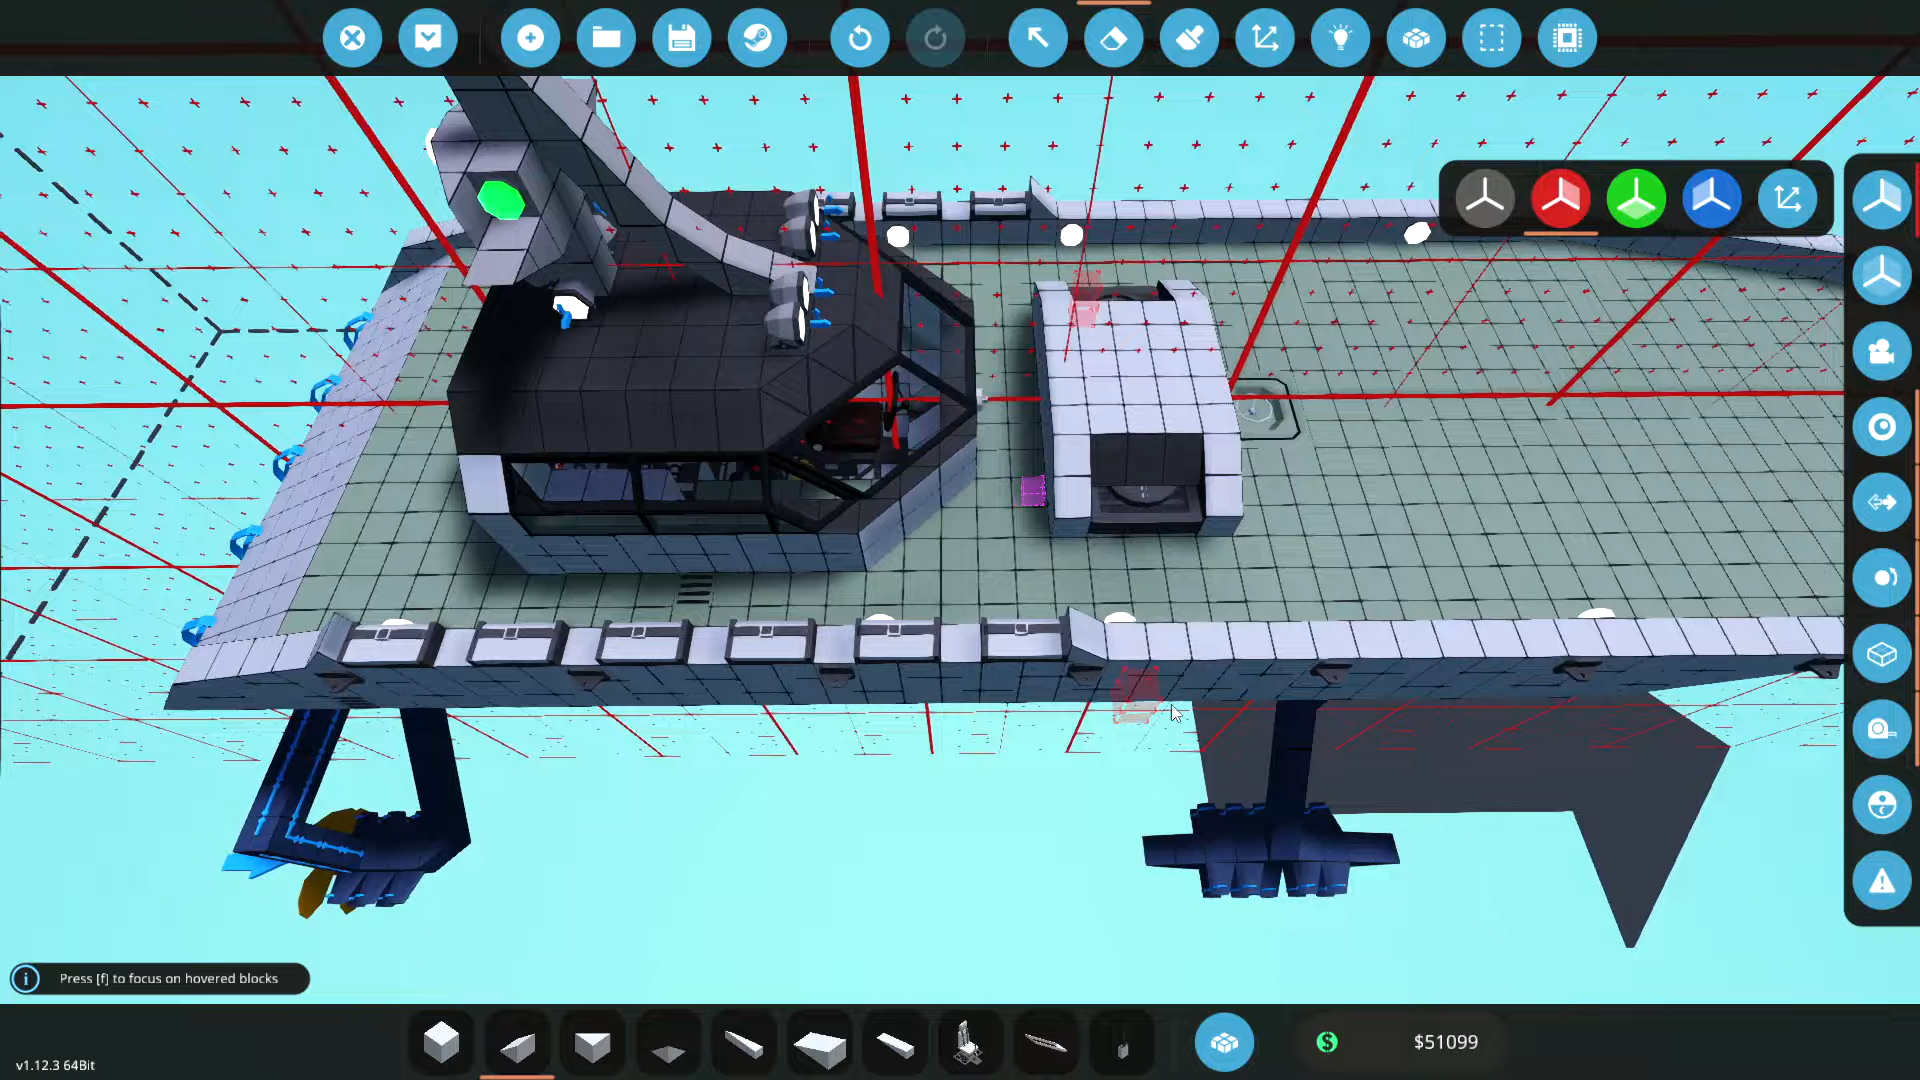 Press [f] to focus on hovered blocks
$51099
v1.12.3 64Bit